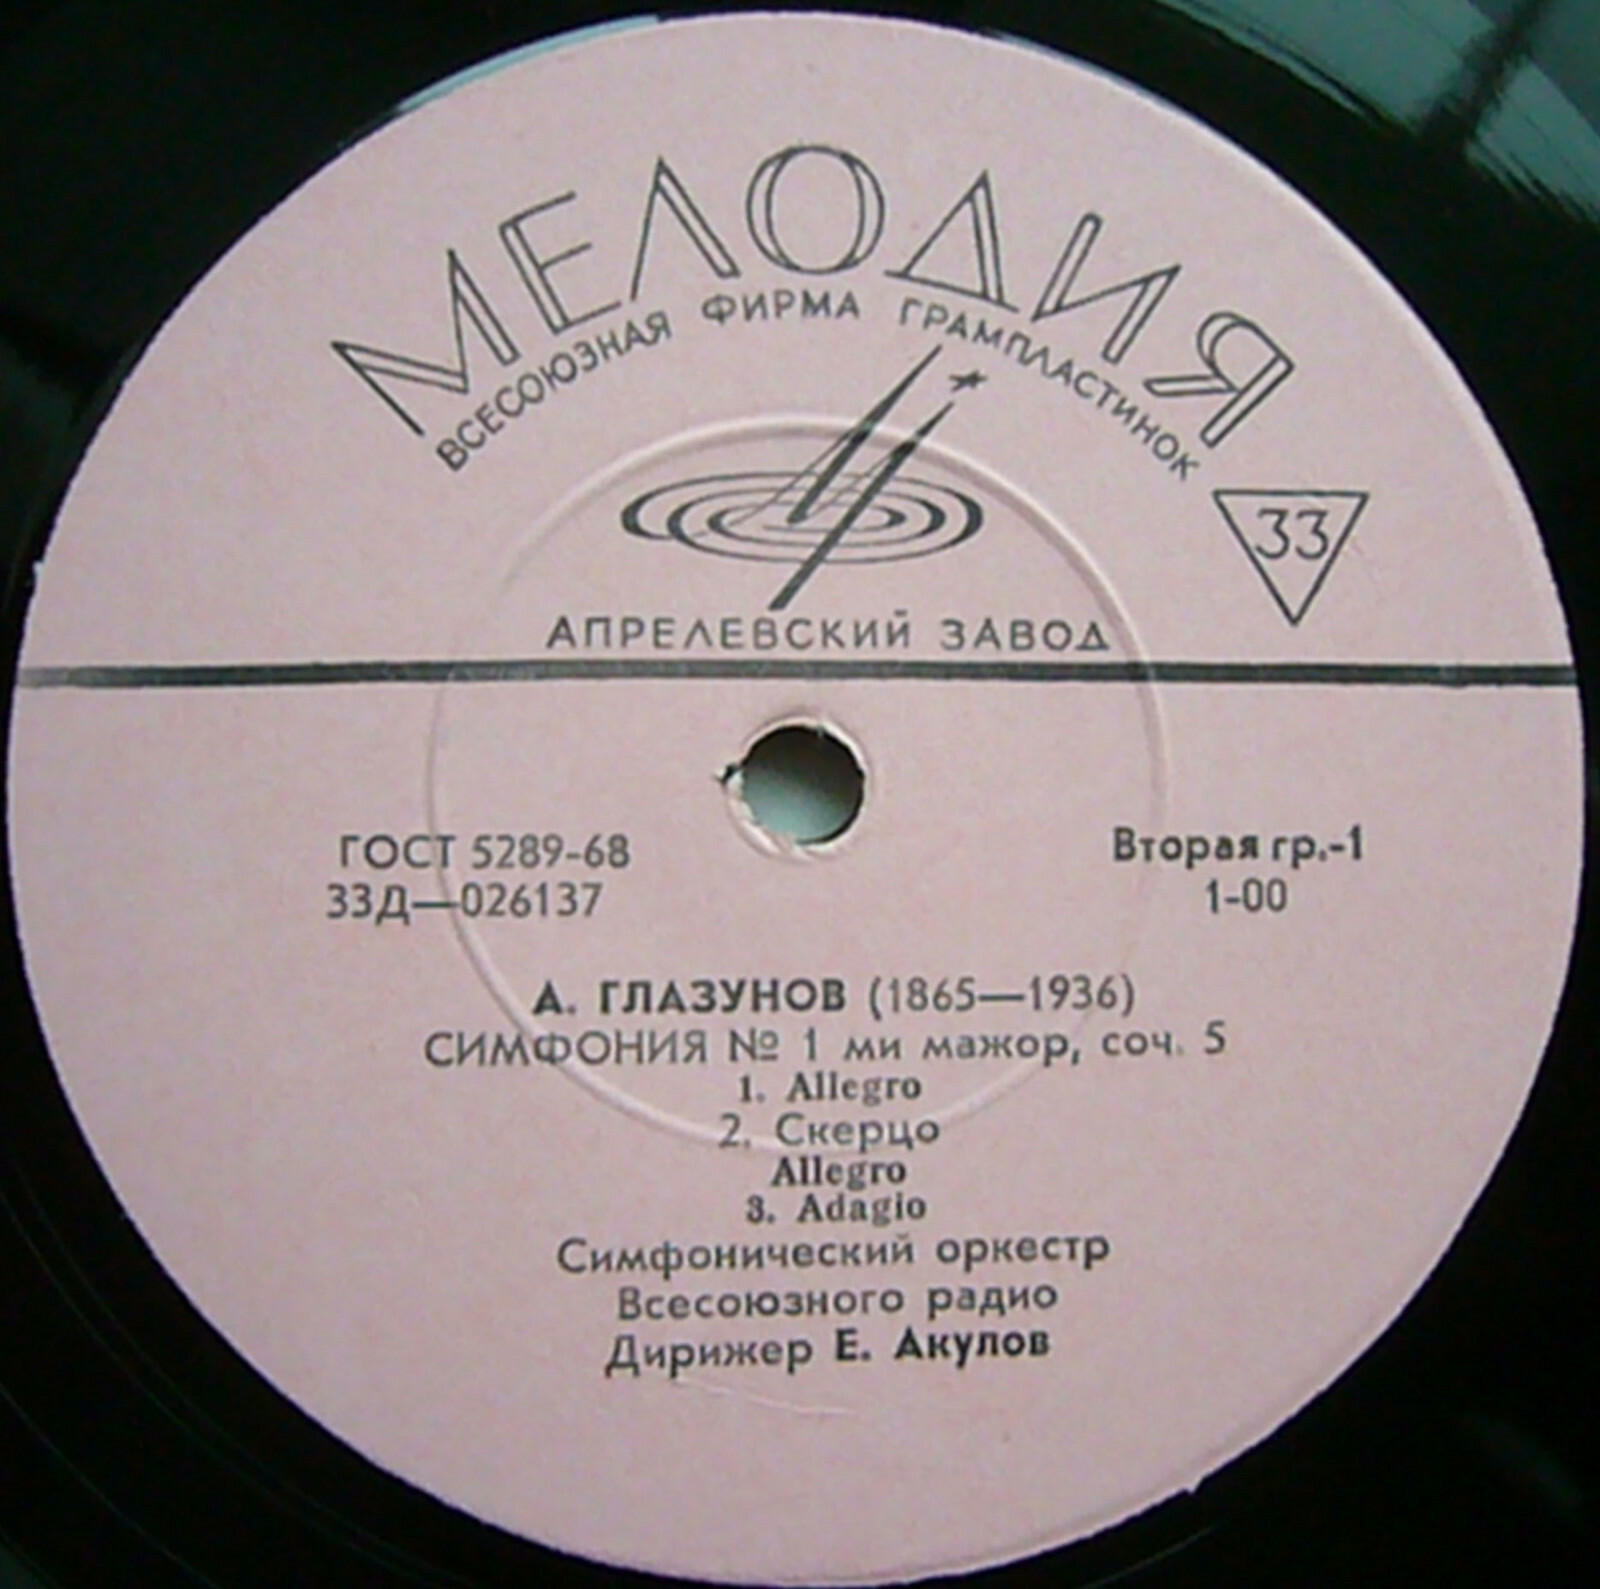 МЕЛОДИЯ
ВСЕСОЮЗНАЯ ФИРМА ГРАМПЛАСТИНОК
33
АПРЕЛЕВСКИЙ ЗАВОД
ГОСТ 5289-68
33Д—026137
Вторая гр.-1
1-00
А. ГЛАЗУНОВ (1865—1936)
СИМФОНИЯ № 1 ми мажор, соч. 5
1. Allegro
2. Скерцо
Allegro
3. Adagio
Симфонический оркестр
Всесоюзного радио
Дирижер Е. Акулов